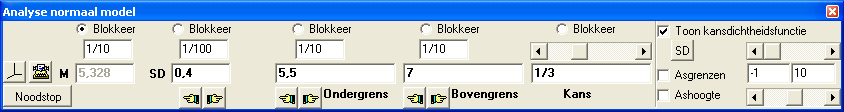 Analyse normaal model
Blokkeer Blokkeer Blokkeer Blokkeer Blokkeer Toon kansdichtheidsfunctie
1/10 1/100 1/10 1/10 SD
M 5,328 SD 0,4 5,5 7 1/3 Asgrenzen -1 10
Noodstop Ondergrens Bovengrens Kans Ashoogte